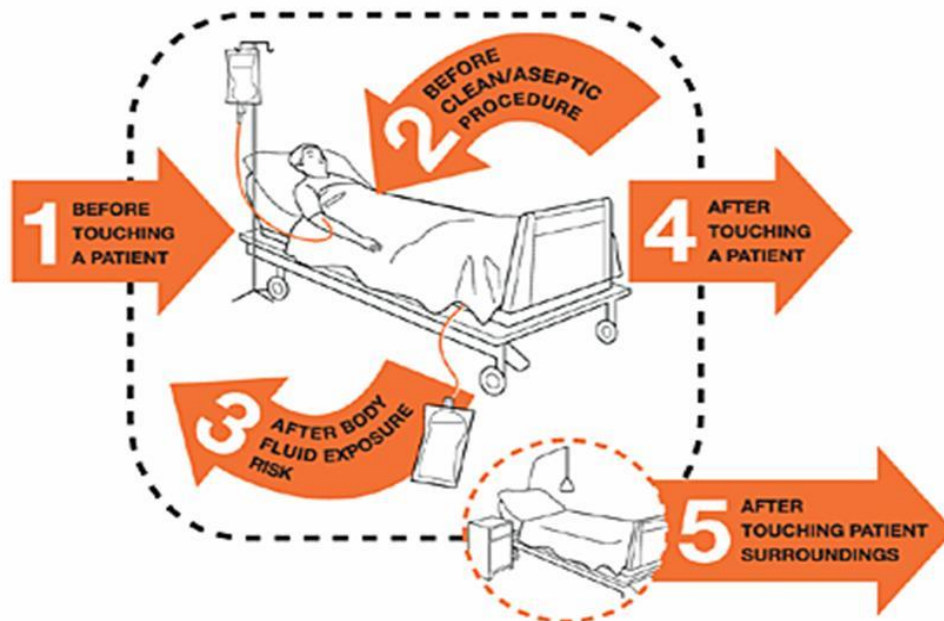 1
BEFORE
TOUCHING
A PATIENT
2
BEFORE
CLEAN/ASEPTIC
PROCEDURE
3
AFTER BODY
FLUID EXPOSURE
RISK
4
AFTER
TOUCHING
A PATIENT
5
AFTER
TOUCHING PATIENT
SURROUNDINGS